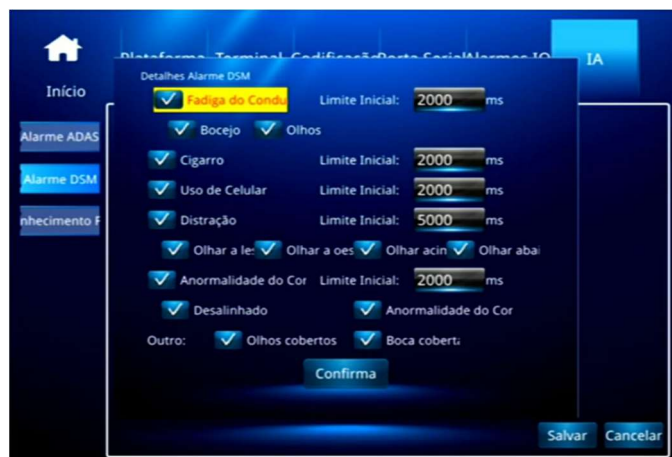 Plataforma Terminal Codificação Porta Serial Alarmes IO IA
Início
Detalhes Alarme DSM
Fadiga do Condu Limite Inicial: 2000 ms
Bocejo Olhos
Alarme ADAS
Cigarro Limite Inicial: 2000 ms
Alarme DSM
Uso de Celular Limite Inicial: 2000 ms
nhecimento F
Distração Limite Inicial: 5000 ms
Olhar a les Olhar a oes Olhar acin Olhar abai
Anormalidade do Cor Limite Inicial: 2000 ms
Desalinhado Anormalidade do Cor
Outro: Olhos cobertos Boca coberta
Confirma
Salvar Cancelar